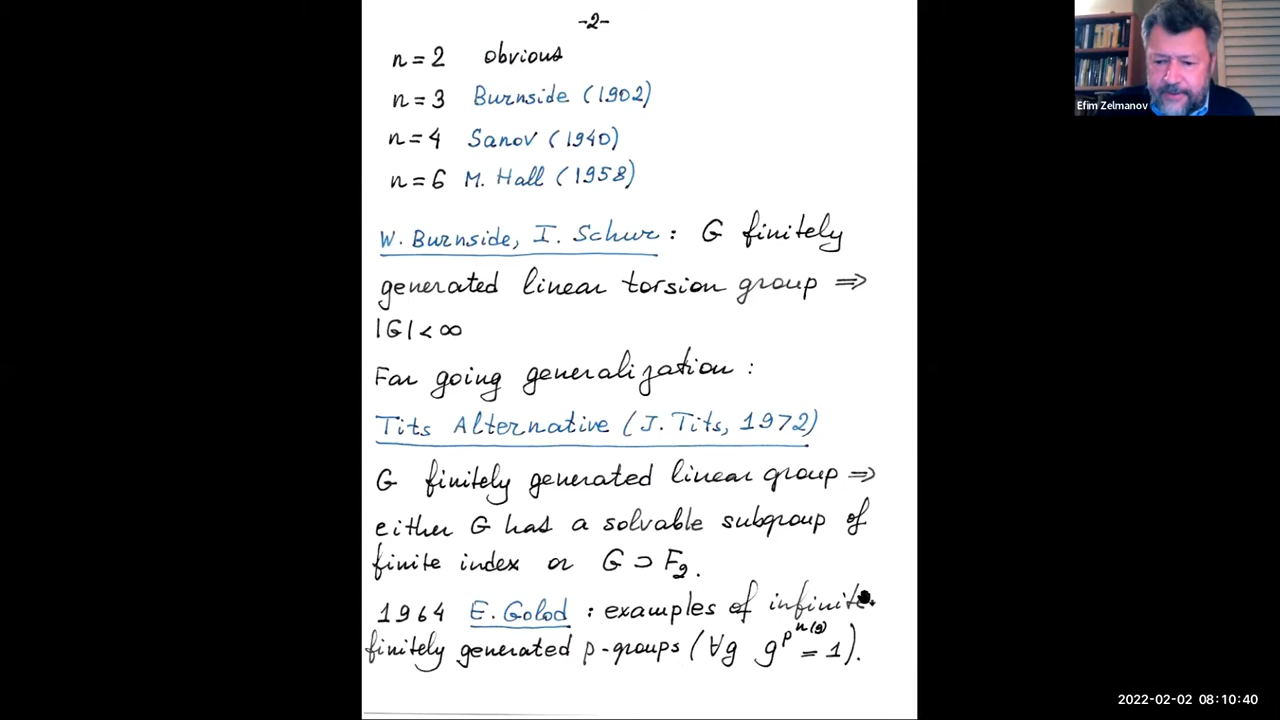 -2-
n = 2 obvious
n = 3 Burnside (1902)
n = 4 Sanov (1940)
n = 6 M. Hall (1958)
W. Burnside, I. Schur : G finitely
generated linear torsion group ⇒
|G| < ∞
Far going generalization :
Tits Alternative (J. Tits, 1972)
G finitely generated linear group ⇒
either G has a solvable subgroup of
finite index or G ⊃ F₂.
1964 E. Golod : examples of infinite
finitely generated p-groups (∀g g^{p^{n(g)}} = 1).
Efim Zelmanov
2022-02-02 08:10:40